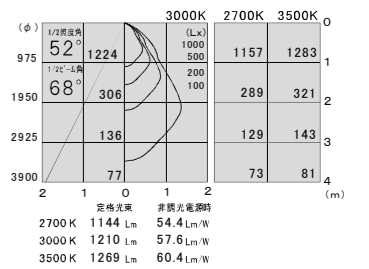 (φ) 3000K 2700K 3500K
1/2照度角 (Lx) 0
52°
1224 1000 1157 1283
500
975 1
1/2ビーム角 200
68° 100
306 289 321
1950 2
136 129 143
2925 3
77 73 81
3900 4
2 1 0 1 2 (m)
定格光束 非調光電源時
2700K 1144 Lm 54.4 Lm/W
3000K 1210 Lm 57.6 Lm/W
3500K 1269 Lm 60.4 Lm/W